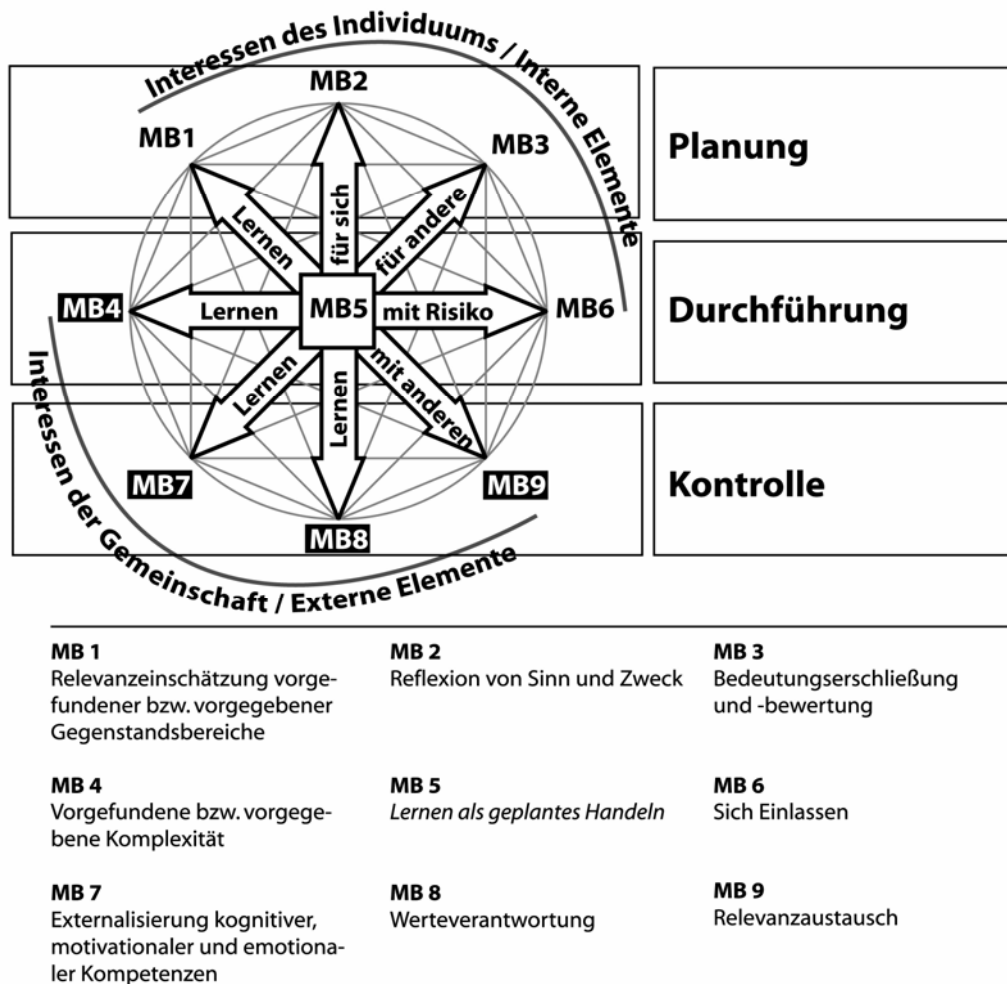 Interessen des Individuums / Interne Elemente
MB2
MB1
MB3
Planung
Lernen
für sich
für andere
MB4
Lernen
MB5
mit Risiko
MB6
Durchführung
Lernen
Lernen
mit anderen
MB7
MB9
Kontrolle
MB8
Interessen der Gemeinschaft / Externe Elemente
MB 1
Relevanzeinschätzung vorge-
fundener bzw. vorgegebener
Gegenstandsbereiche
MB 2
Reflexion von Sinn und Zweck
MB 3
Bedeutungserschließung
und -bewertung
MB 4
Vorgefundene bzw. vorgege-
bene Komplexität
MB 5
Lernen als geplantes Handeln
MB 6
Sich Einlassen
MB 7
Externalisierung kognitiver,
motivationaler und emotiona-
ler Kompetenzen
MB 8
Werteverantwortung
MB 9
Relevanzaustausch